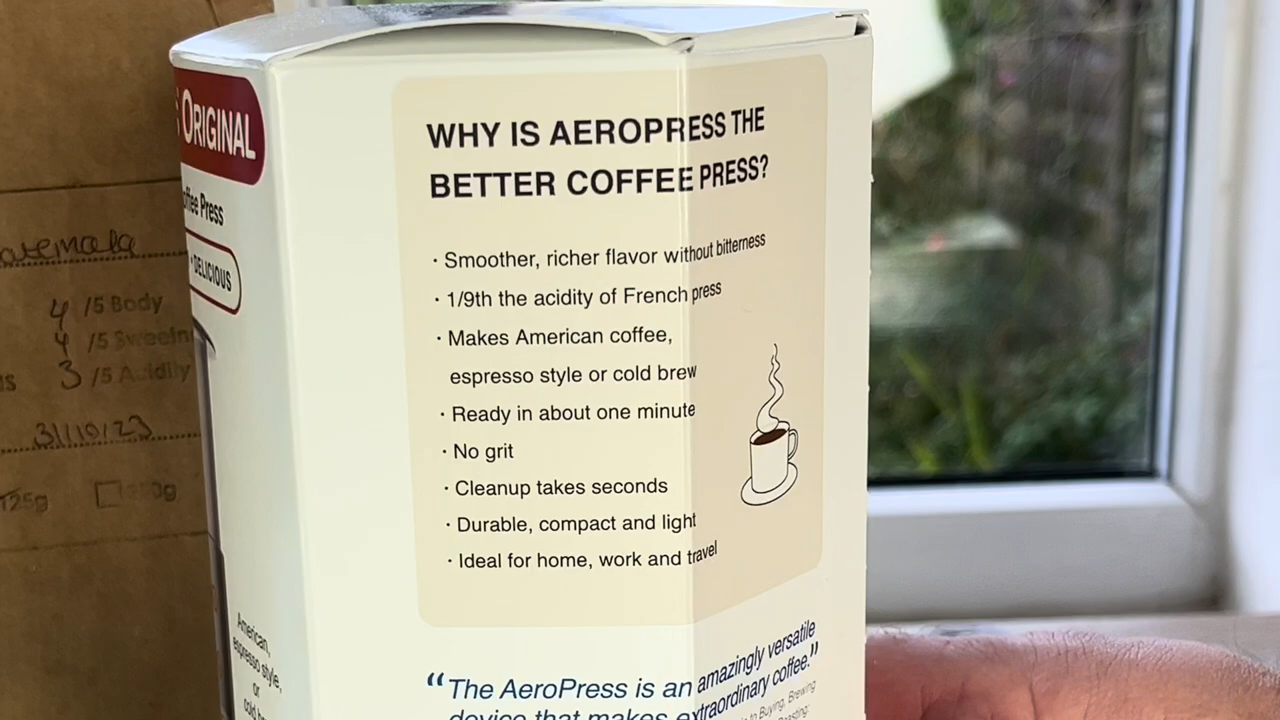 ORIGINAL
Press
DELICIOUS
WHY IS AEROPRESS THE
BETTER COFFEE PRESS?
· Smoother, richer flavor without bitterness
· 1/9th the acidity of French press
· Makes American coffee,
espresso style or cold brew
· Ready in about one minute
· No grit
· Cleanup takes seconds
· Durable, compact and light
· Ideal for home, work and travel
“The AeroPress is an amazingly versatile
device that makes extraordinary coffee.”
to Buying, Brewing
American,
espresso style,
or
4 /5 Body
4 /5
3 /5 Acidity
31/10/23
125g